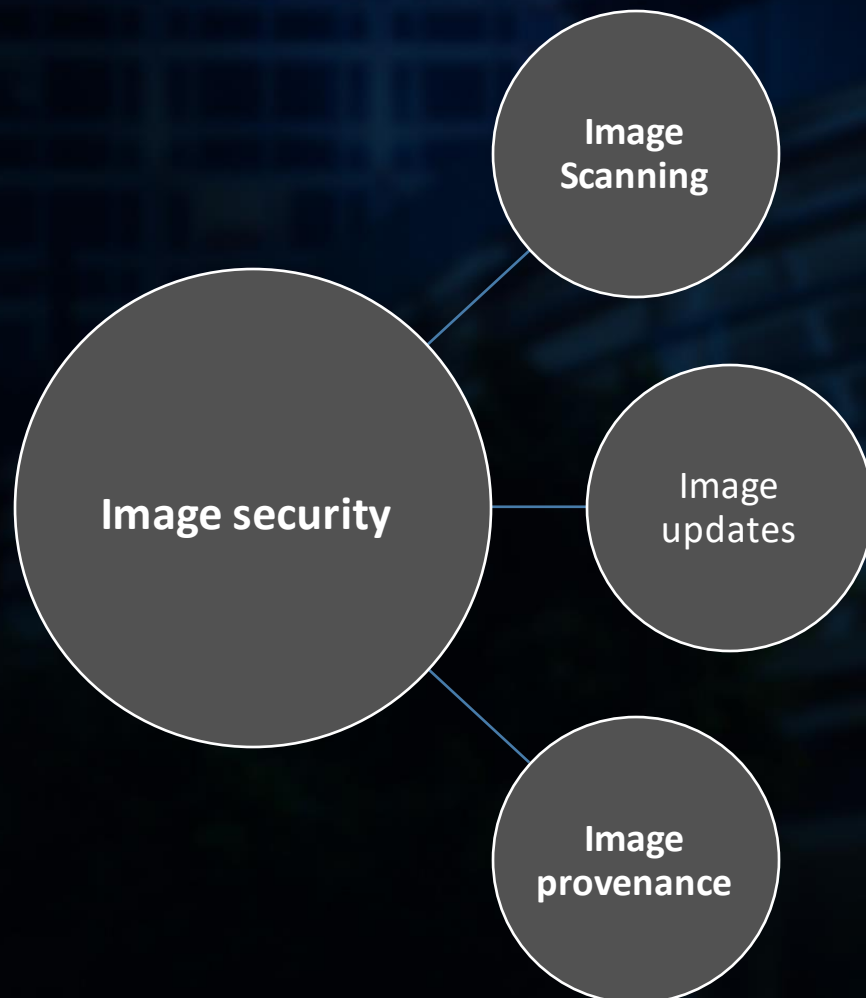 Image
Scanning
Image security
Image
updates
Image
provenance